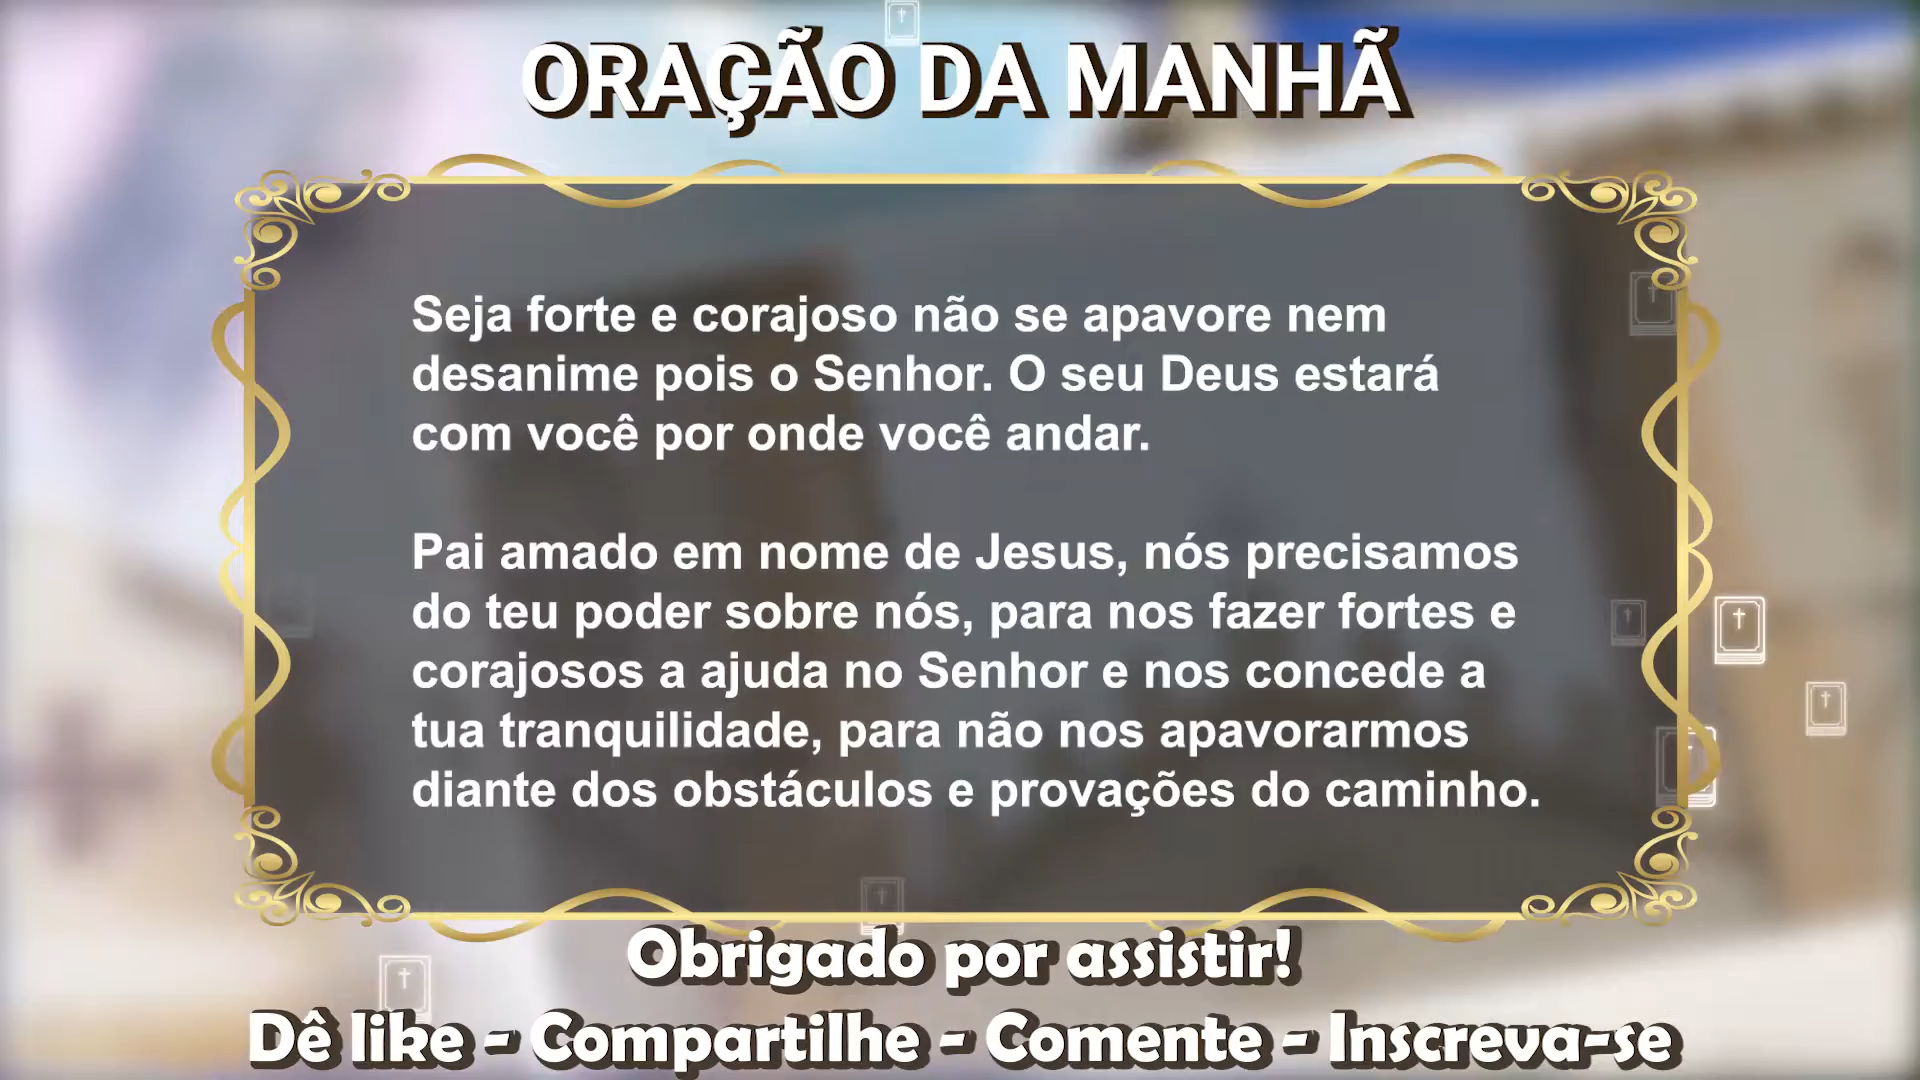 ORAÇÃO DA MANHÃ
Seja forte e corajoso não se apavore nem
desanime pois o Senhor. O seu Deus estará
com você por onde você andar.
Pai amado em nome de Jesus, nós precisamos
do teu poder sobre nós, para nos fazer fortes e
corajosos a ajuda no Senhor e nos concede a
tua tranquilidade, para não nos apavorarmos
diante dos obstáculos e provações do caminho.
Obrigado por assistir!
Dê like - Compartilhe - Comente - Inscreva-se